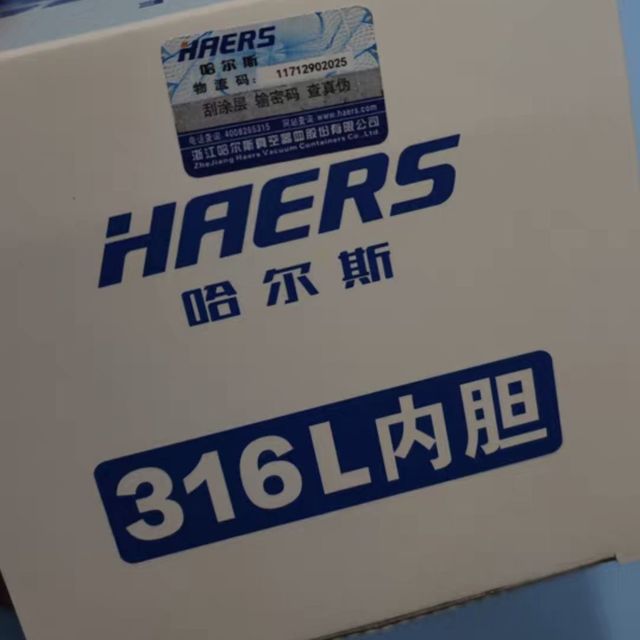 HAERS
哈尔斯
物流码: 11712902025
刮涂层 输密码 查真伪
电话查询 4008265315 网站查询 www.haers.com
浙江哈尔斯真空器皿股份有限公司
ZheJiang Haers Vacuum Containers Co.,Ltd
HAERS
哈尔斯
316L内胆